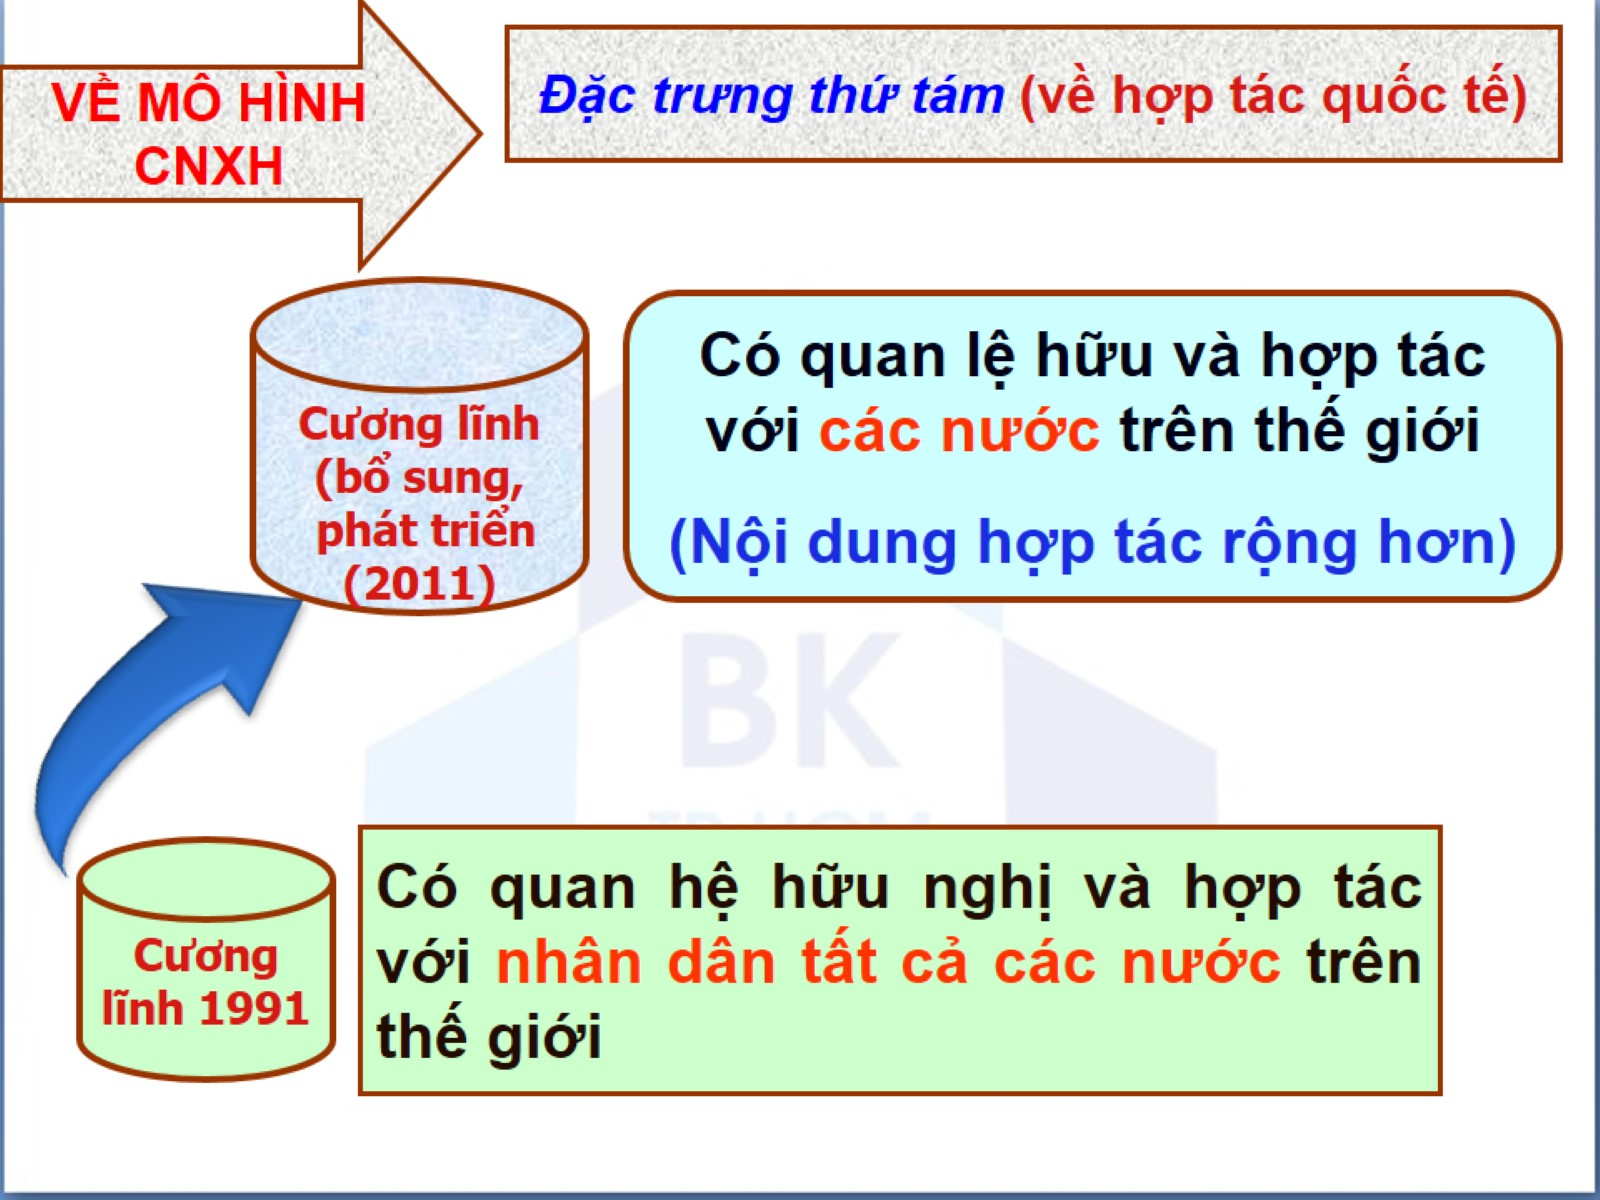 VỀ MÔ HÌNH
CNXH
Đặc trưng thứ tám (về hợp tác quốc tế)
Cương lĩnh
(bổ sung,
phát triển
(2011)
Có quan lệ hữu và hợp tác
với các nước trên thế giới
(Nội dung hợp tác rộng hơn)
BK
TP.HCM
Cương
lĩnh 1991
Có quan hệ hữu nghị và hợp tác
với nhân dân tất cả các nước trên
thế giới